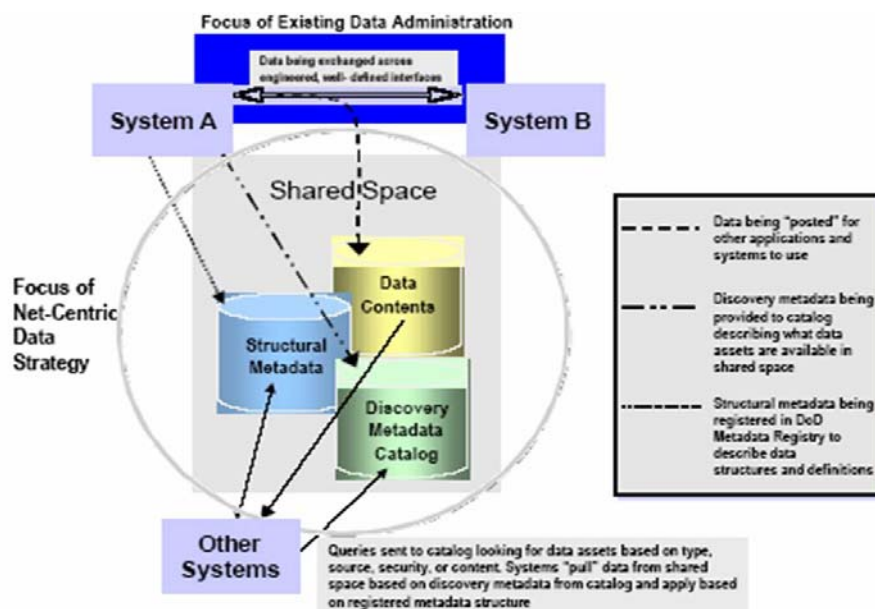 Focus of Existing Data Administration
Data being exchanged across
engineered, well- defined interfaces
System A
System B
Shared Space
Data
Contents
Structural
Metadata
Discovery
Metadata
Catalog
Focus of
Net-Centric
Data
Strategy
Other
Systems
Queries sent to catalog looking for data assets based on type,
source, security, or content. Systems "pull" data from shared
space based on discovery metadata from catalog and apply based
on registered metadata structure
Data being "posted" for
other applications and
systems to use
Discovery metadata being
provided to catalog
describing what data
assets are available in
shared space
Structural metadata being
registered in DoD
Metadata Registry to
describe data
structures and definitions